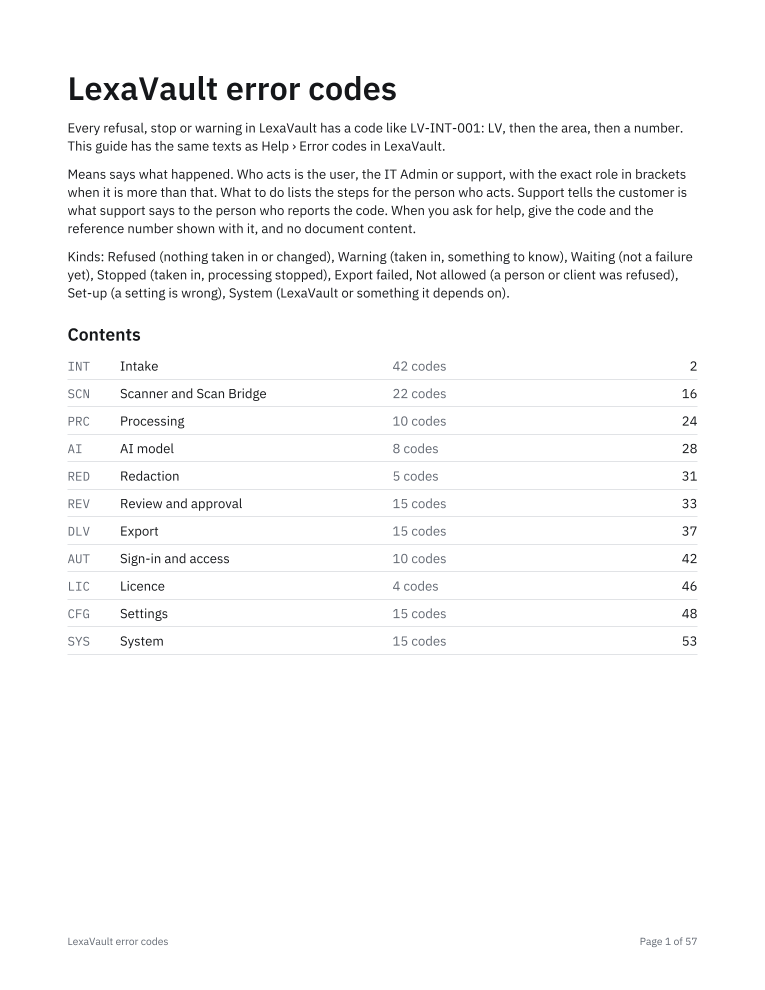 LexaVault error codes
Every refusal, stop or warning in LexaVault has a code like LV-INT-001: LV, then the area, then a number.
This guide has the same texts as Help › Error codes in LexaVault.
Means says what happened. Who acts is the user, the IT Admin or support, with the exact role in brackets
when it is more than that. What to do lists the steps for the person who acts. Support tells the customer is
what support says to the person who reports the code. When you ask for help, give the code and the
reference number shown with it, and no document content.
Kinds: Refused (nothing taken in or changed), Warning (taken in, something to know), Waiting (not a failure
yet), Stopped (taken in, processing stopped), Export failed, Not allowed (a person or client was refused),
Set-up (a setting is wrong), System (LexaVault or something it depends on).
Contents
INT Intake 42 codes 2
SCN Scanner and Scan Bridge 22 codes 16
PRC Processing 10 codes 24
AI AI model 8 codes 28
RED Redaction 5 codes 31
REV Review and approval 15 codes 33
DLV Export 15 codes 37
AUT Sign-in and access 10 codes 42
LIC Licence 4 codes 46
CFG Settings 15 codes 48
SYS System 15 codes 53
LexaVault error codes Page 1 of 57